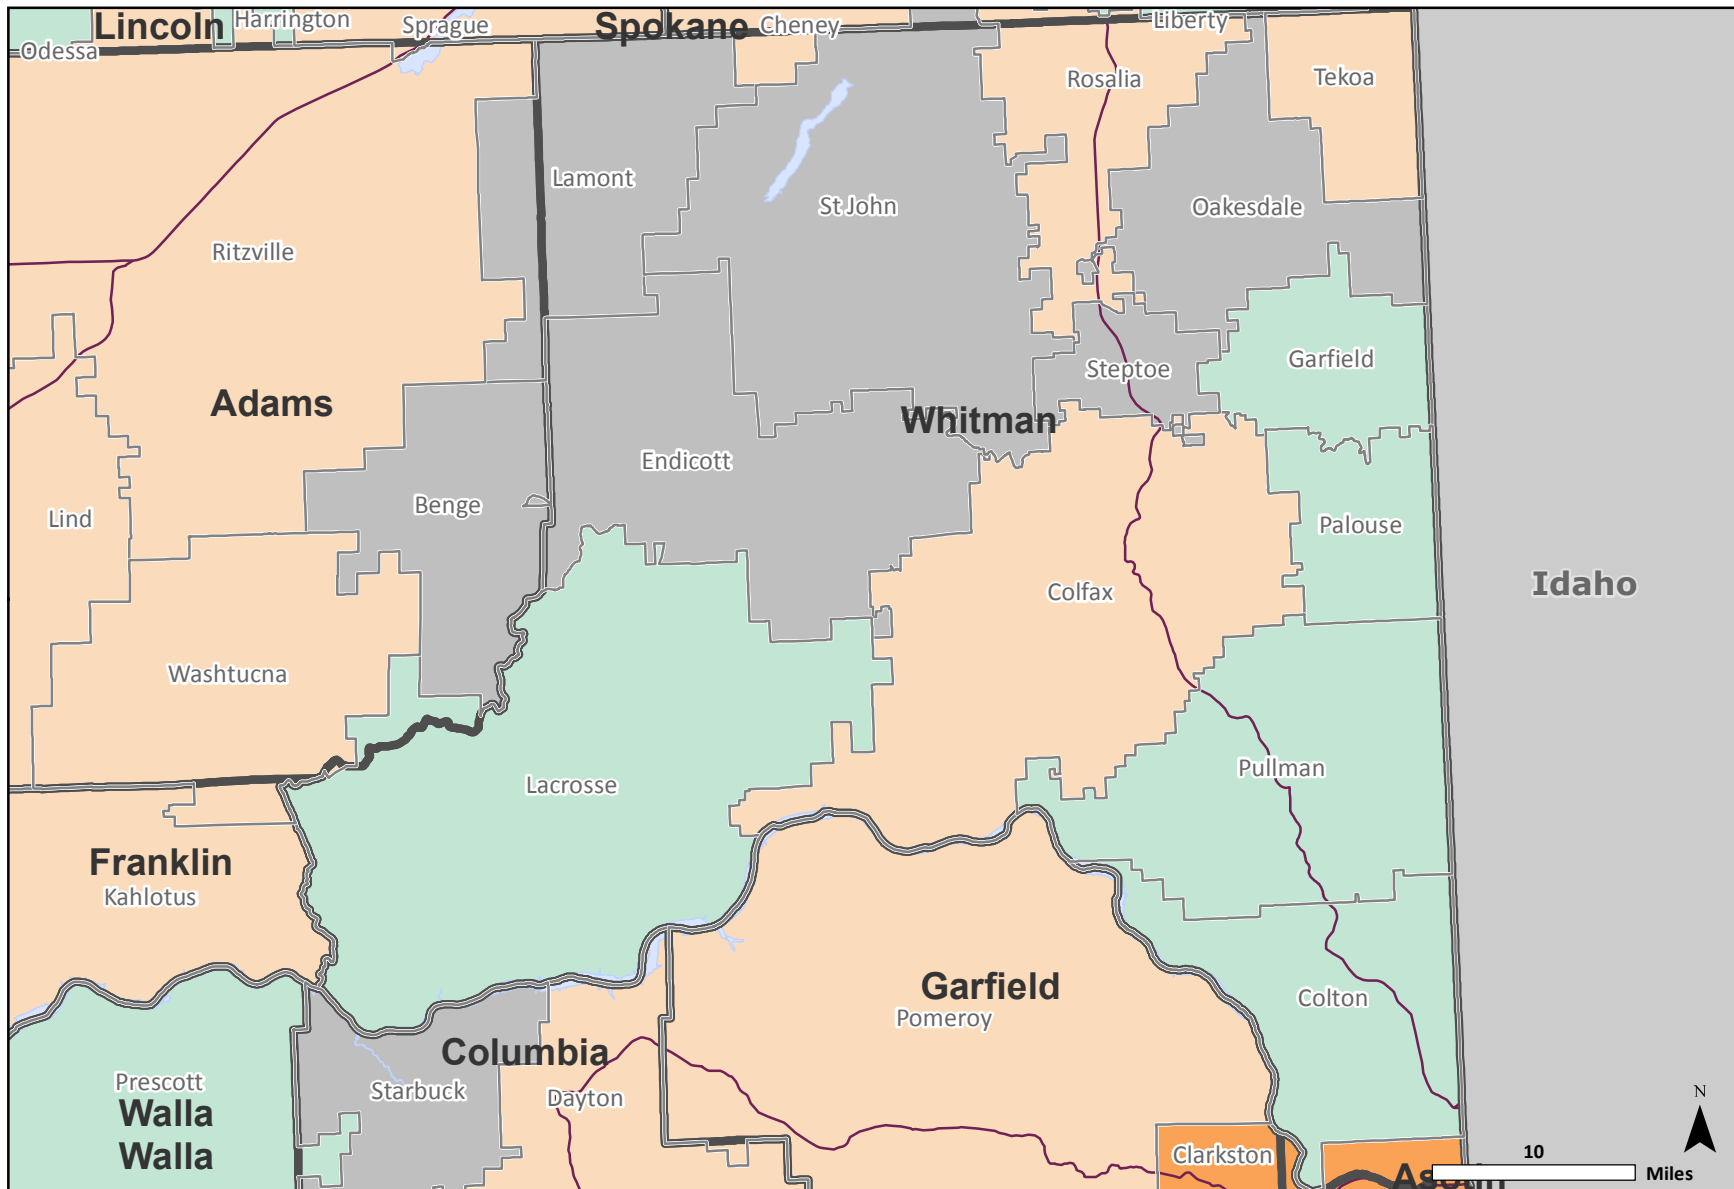 Lincoln
Harrington
Sprague
Spokane
Cheney
Liberty
Odessa
Rosalia
Tekoa
Lamont
St John
Oakesdale
Ritzville
Garfield
Steptoe
Adams
Whitman
Endicott
Benge
Lind
Palouse
Idaho
Colfax
Washtucna
Pullman
Lacrosse
Franklin
Kahlotus
Garfield
Pomeroy
Colton
Columbia
Starbuck
Dayton
Prescott
Walla
Walla
Clarkston
Asotin
N
10
Miles